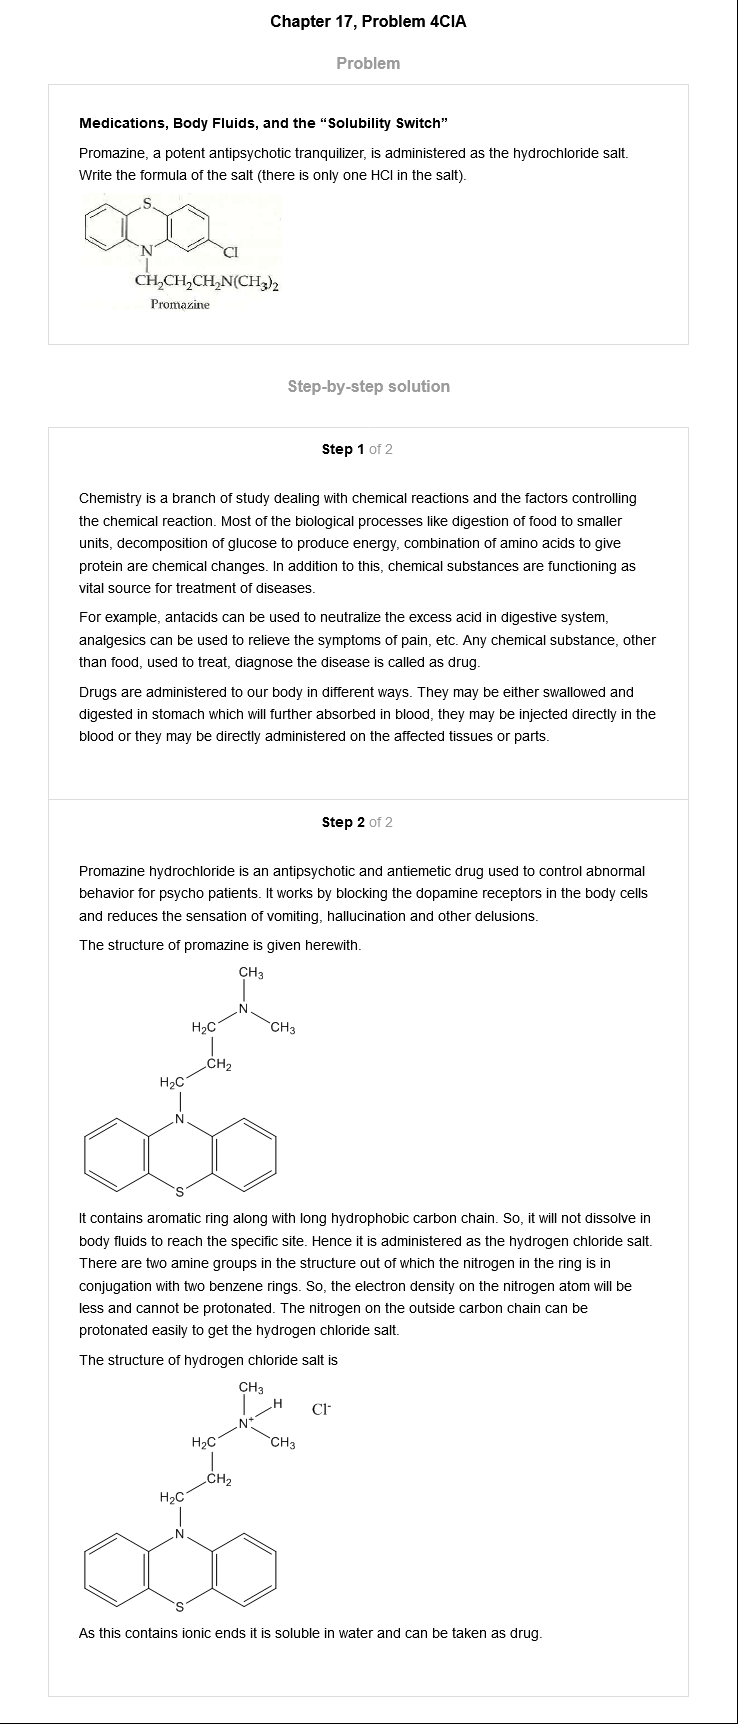 Chapter 17, Problem 4CIA
Problem
Medications, Body Fluids, and the “Solubility Switch”
Promazine, a potent antipsychotic tranquilizer, is administered as the hydrochloride salt.
Write the formula of the salt (there is only one HCl in the salt).
S
N
Cl
CH₂CH₂CH₂N(CH₃)₂
Promazine
Step-by-step solution
Step 1 of 2
Chemistry is a branch of study dealing with chemical reactions and the factors controlling
the chemical reaction. Most of the biological processes like digestion of food to smaller
units, decomposition of glucose to produce energy, combination of amino acids to give
protein are chemical changes. In addition to this, chemical substances are functioning as
vital source for treatment of diseases.
For example, antacids can be used to neutralize the excess acid in digestive system,
analgesics can be used to relieve the symptoms of pain, etc. Any chemical substance, other
than food, used to treat, diagnose the disease is called as drug.
Drugs are administered to our body in different ways. They may be either swallowed and
digested in stomach which will further absorbed in blood, they may be injected directly in the
blood or they may be directly administered on the affected tissues or parts.
Step 2 of 2
Promazine hydrochloride is an antipsychotic and antiemetic drug used to control abnormal
behavior for psycho patients. It works by blocking the dopamine receptors in the body cells
and reduces the sensation of vomiting, hallucination and other delusions.
The structure of promazine is given herewith.
CH₃
N
H₂C CH₃
CH₂
H₂C
N
S
It contains aromatic ring along with long hydrophobic carbon chain. So, it will not dissolve in
body fluids to reach the specific site. Hence it is administered as the hydrogen chloride salt.
There are two amine groups in the structure out of which the nitrogen in the ring is in
conjugation with two benzene rings. So, the electron density on the nitrogen atom will be
less and cannot be protonated. The nitrogen on the outside carbon chain can be
protonated easily to get the hydrogen chloride salt.
The structure of hydrogen chloride salt is
CH₃
H Cl⁻
N⁺
H₂C CH₃
CH₂
H₂C
N
S
As this contains ionic ends it is soluble in water and can be taken as drug.